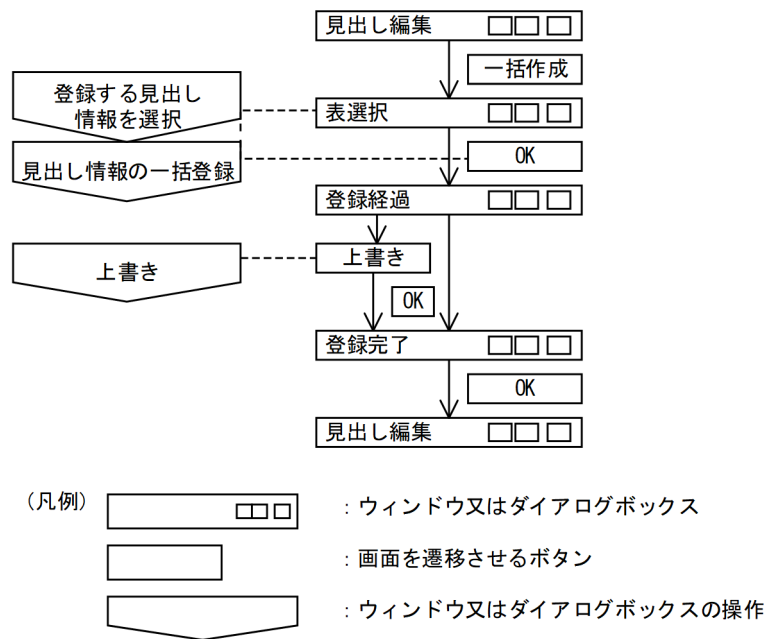 見出し編集
一括作成
登録する見出し
情報を選択
表選択
見出し情報の一括登録
OK
登録経過
上書き
上書き
OK
登録完了
OK
見出し編集
(凡例)
：ウィンドウ又はダイアログボックス
：画面を遷移させるボタン
：ウィンドウ又はダイアログボックスの操作